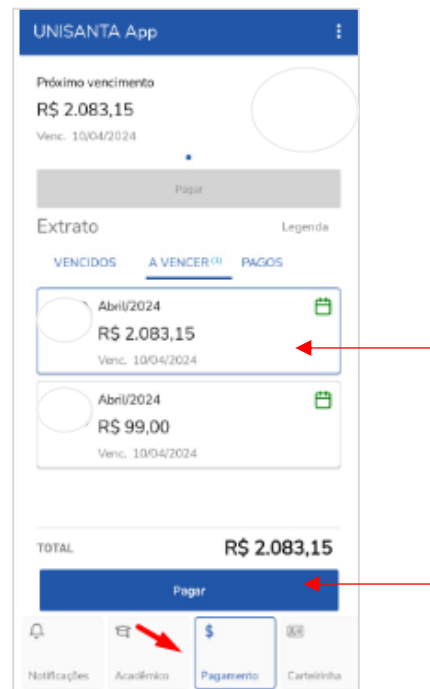 UNISANTA App
Próximo vencimento
R$ 2.083,15
Venc. 10/04/2024
Pagar
Extrato
Legenda
VENCIDOS A VENCER (2) PAGOS
Abril/2024
R$ 2.083,15
Venc. 10/04/2024
Abril/2024
R$ 99,00
Venc. 10/04/2024
TOTAL R$ 2.083,15
Pagar
$
Notificações Acadêmico Pagamento Carteirinha